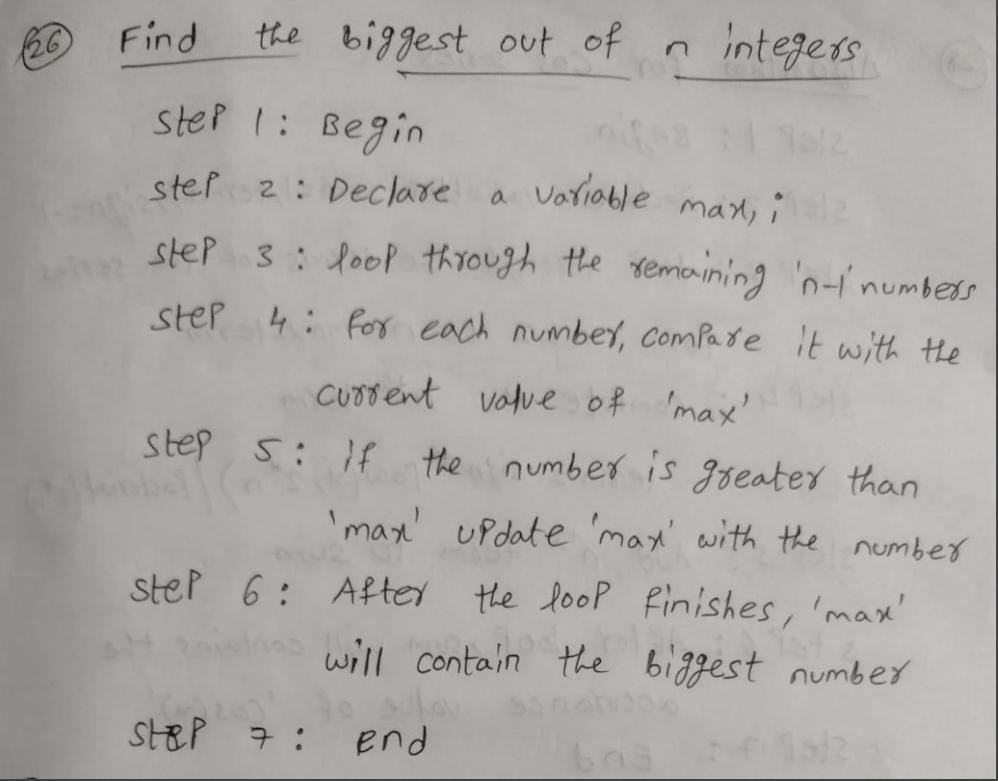 26 Find the biggest out of n integers
Step 1: Begin
Step 2: Declare a variable max, i
Step 3: loop through the remaining 'n-1' numbers
Step 4: for each number, compare it with the
current value of 'max'
Step 5: if the number is greater than
'max' update 'max' with the number
Step 6: After the loop finishes, 'max'
will contain the biggest number
Step 7: end